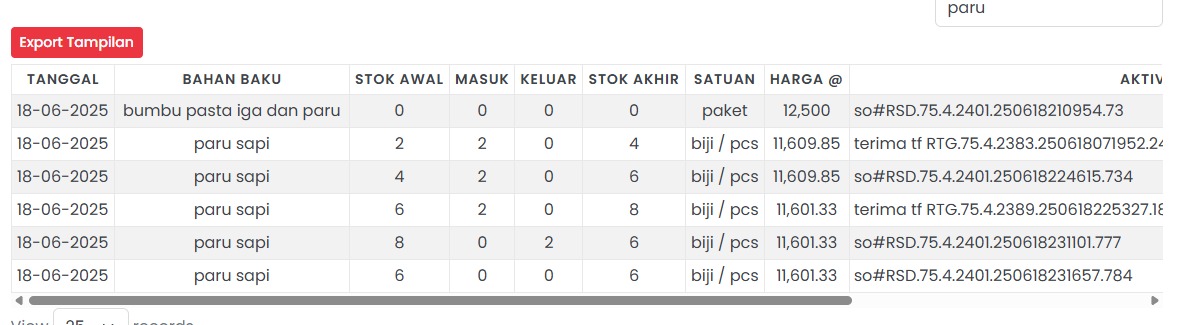 paru
Export Tampilan
TANGGAL BAHAN BAKU STOK AWAL MASUK KELUAR STOK AKHIR SATUAN HARGA @ AKTIV
18-06-2025 bumbu pasta iga dan paru 0 0 0 0 paket 12,500 so#RSD.75.4.2401.250618210954.73
18-06-2025 paru sapi 2 2 0 4 biji / pcs 11,609.85 terima tf RTG.75.4.2383.250618071952.24
18-06-2025 paru sapi 4 2 0 6 biji / pcs 11,609.85 so#RSD.75.4.2401.250618224615.734
18-06-2025 paru sapi 6 2 0 8 biji / pcs 11,601.33 terima tf RTG.75.4.2389.250618225327.18
18-06-2025 paru sapi 8 0 2 6 biji / pcs 11,601.33 so#RSD.75.4.2401.250618231101.777
18-06-2025 paru sapi 6 0 0 6 biji / pcs 11,601.33 so#RSD.75.4.2401.250618231657.784
View 25 records